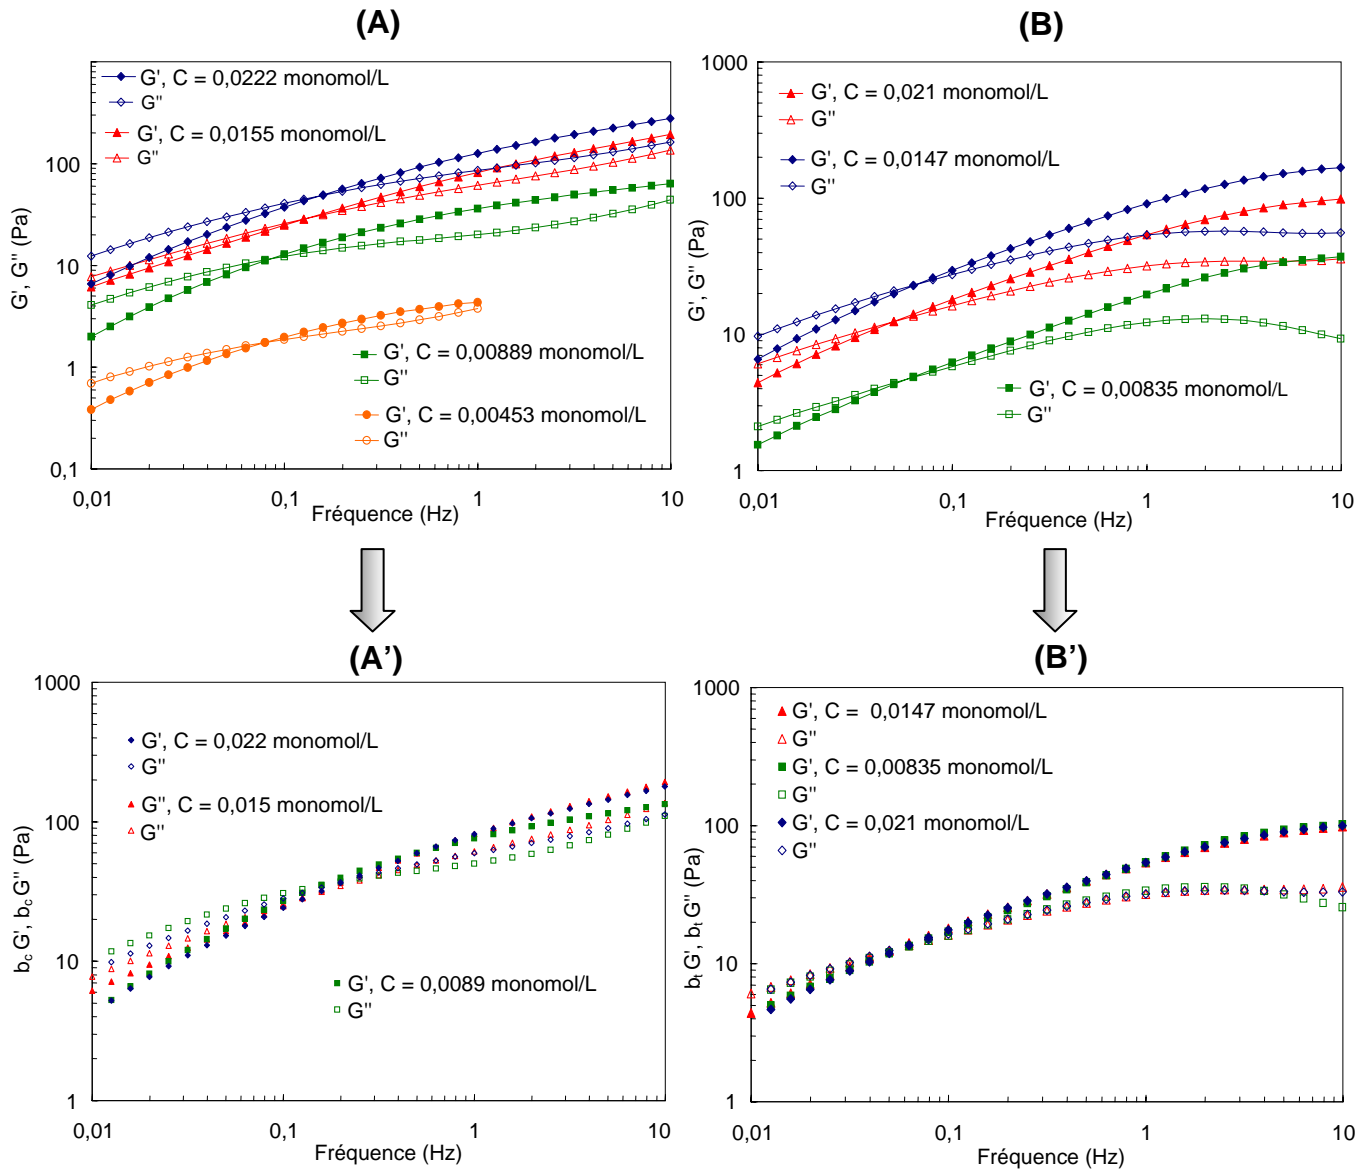 (A)
G', C = 0,0222 monomol/L
G"
G', C = 0,0155 monomol/L
G"
G', C = 0,00889 monomol/L
G"
G', C = 0,00453 monomol/L
G"
G', G" (Pa)
100
10
1
0,1
0,01
0,1
1
10
Fréquence (Hz)
(B)
G', C = 0,021 monomol/L
G"
G', C = 0,0147 monomol/L
G"
G', C = 0,00835 monomol/L
G"
G', G" (Pa)
1000
100
10
1
0,01
0,1
1
10
Fréquence (Hz)
(A’)
G', C = 0,022 monomol/L
G"
G", C = 0,015 monomol/L
G"
G', C = 0,0089 monomol/L
G"
bc G', bc G" (Pa)
1000
100
10
1
0,01
0,1
1
10
Fréquence (Hz)
(B’)
G', C = 0,0147 monomol/L
G"
G', C = 0,00835 monomol/L
G"
G', C = 0,021 monomol/L
G"
bt G', bt G" (Pa)
1000
100
10
1
0,01
0,1
1
10
Fréquence (Hz)